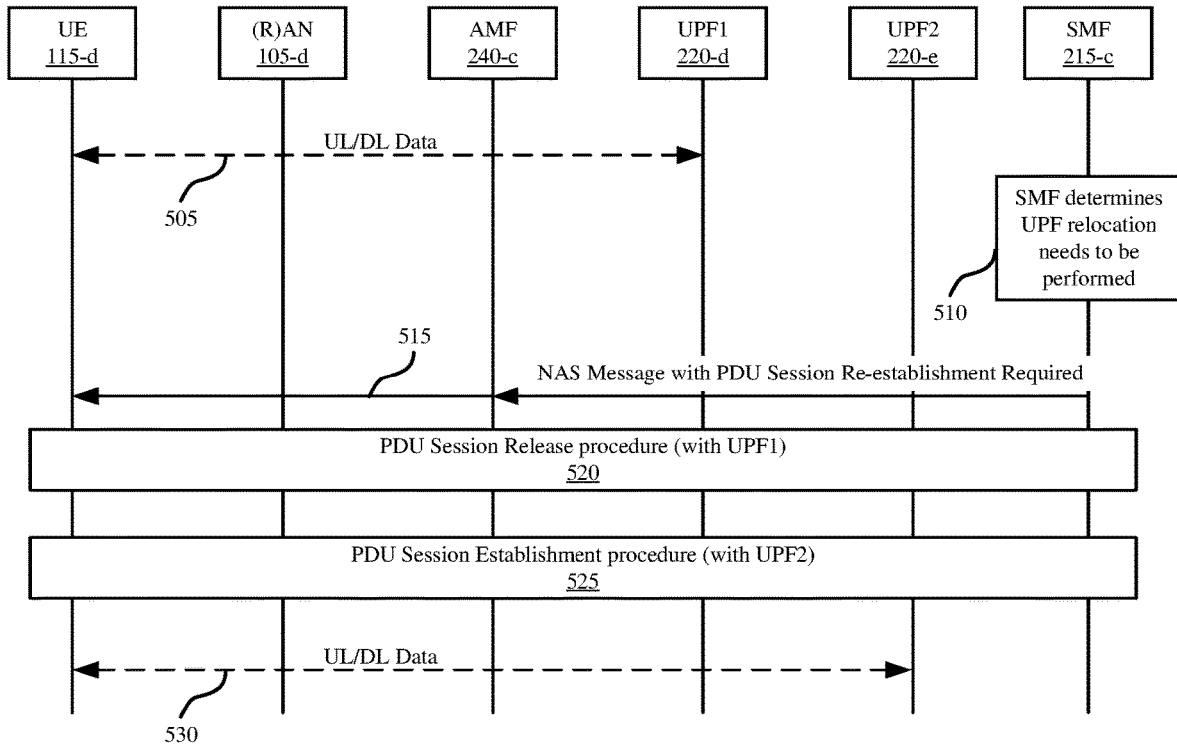 UE
115-d
(R)AN
105-d
AMF
240-c
UPF1
220-d
UPF2
220-e
SMF
215-c
UL/DL Data
505
SMF determines
UPF relocation
needs to be
performed
510
515
NAS Message with PDU Session Re-establishment Required
PDU Session Release procedure (with UPF1)
520
PDU Session Establishment procedure (with UPF2)
525
UL/DL Data
530